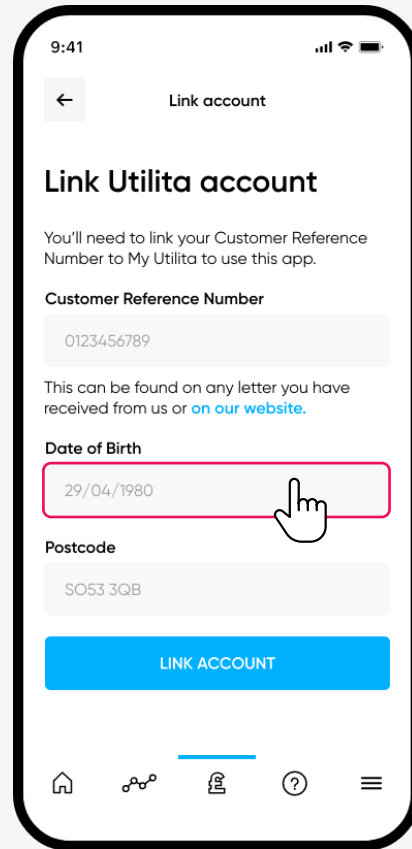 9:41
Link account
Link Utilita account
You'll need to link your Customer Reference
Number to My Utilita to use this app.
Customer Reference Number
0123456789
This can be found on any letter you have
received from us or on our website.
Date of Birth
29/04/1980
Postcode
SO53 3QB
LINK ACCOUNT